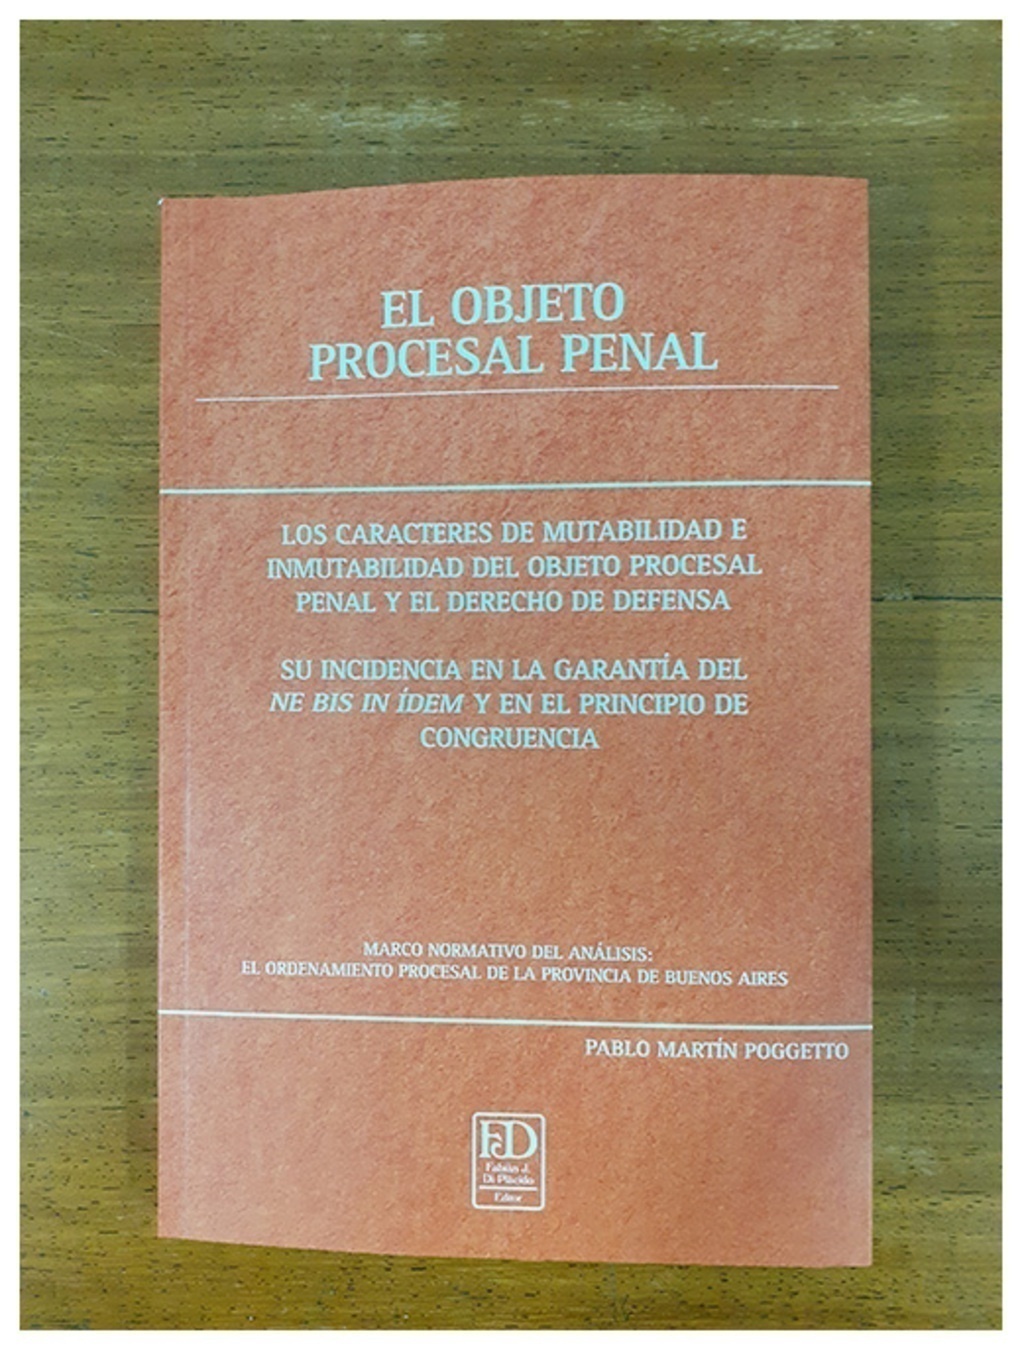 EL OBJETO
PROCESAL PENAL
LOS CARACTERES DE MUTABILIDAD E
INMUTABILIDAD DEL OBJETO PROCESAL
PENAL Y EL DERECHO DE DEFENSA
SU INCIDENCIA EN LA GARANTÍA DEL
NE BIS IN ÍDEM Y EN EL PRINCIPIO DE
CONGRUENCIA
MARCO NORMATIVO DEL ANÁLISIS:
EL ORDENAMIENTO PROCESAL DE LA PROVINCIA DE BUENOS AIRES
PABLO MARTÍN POGGETTO
FD
Fabián J.
Di Plácido
Editor